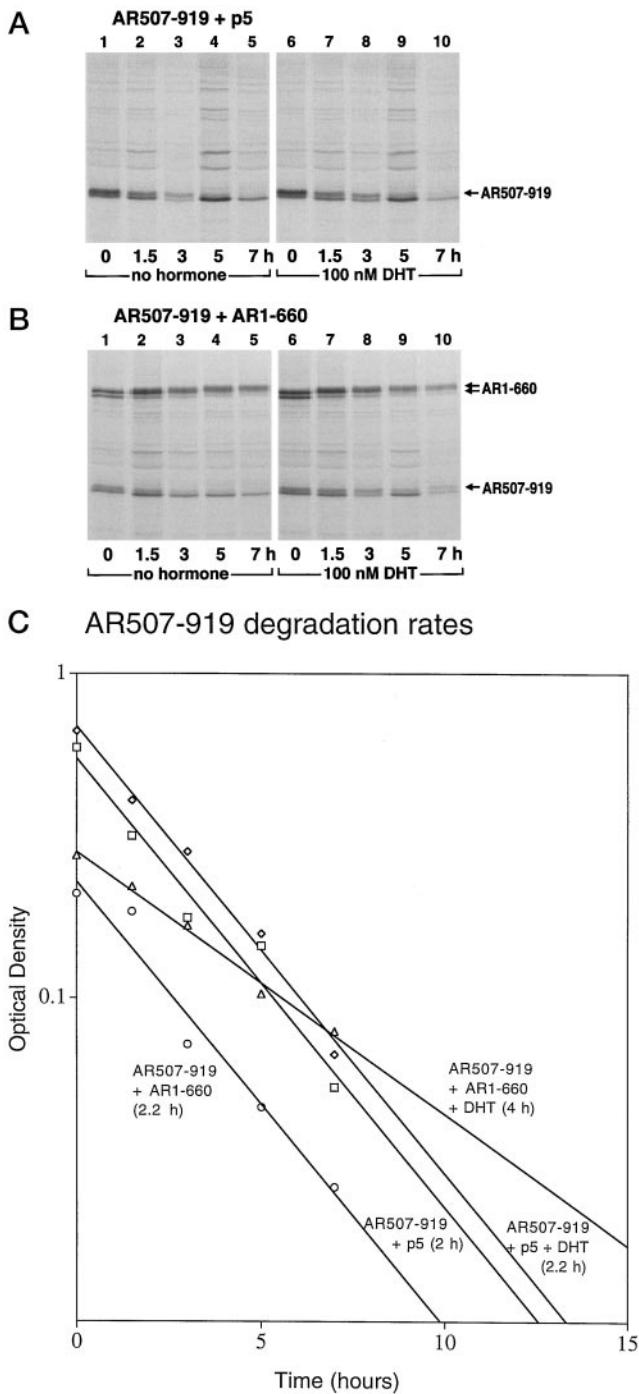 A
AR507-919 + p5
1 2 3 4 5 6 7 8 9 10
AR507-919
0 1.5 3 5 7 h 0 1.5 3 5 7 h
no hormone 100 nM DHT
B
AR507-919 + AR1-660
1 2 3 4 5 6 7 8 9 10
AR1-660
AR507-919
0 1.5 3 5 7 h 0 1.5 3 5 7 h
no hormone 100 nM DHT
C AR507-919 degradation rates
1
Optical Density
0.1
AR507-919
+ AR1-660
(2.2 h)
AR507-919
+ AR1-660
+ DHT (4 h)
AR507-919
+ p5 (2 h)
AR507-919
+ p5 + DHT
(2.2 h)
0 5 10 15
Time (hours)